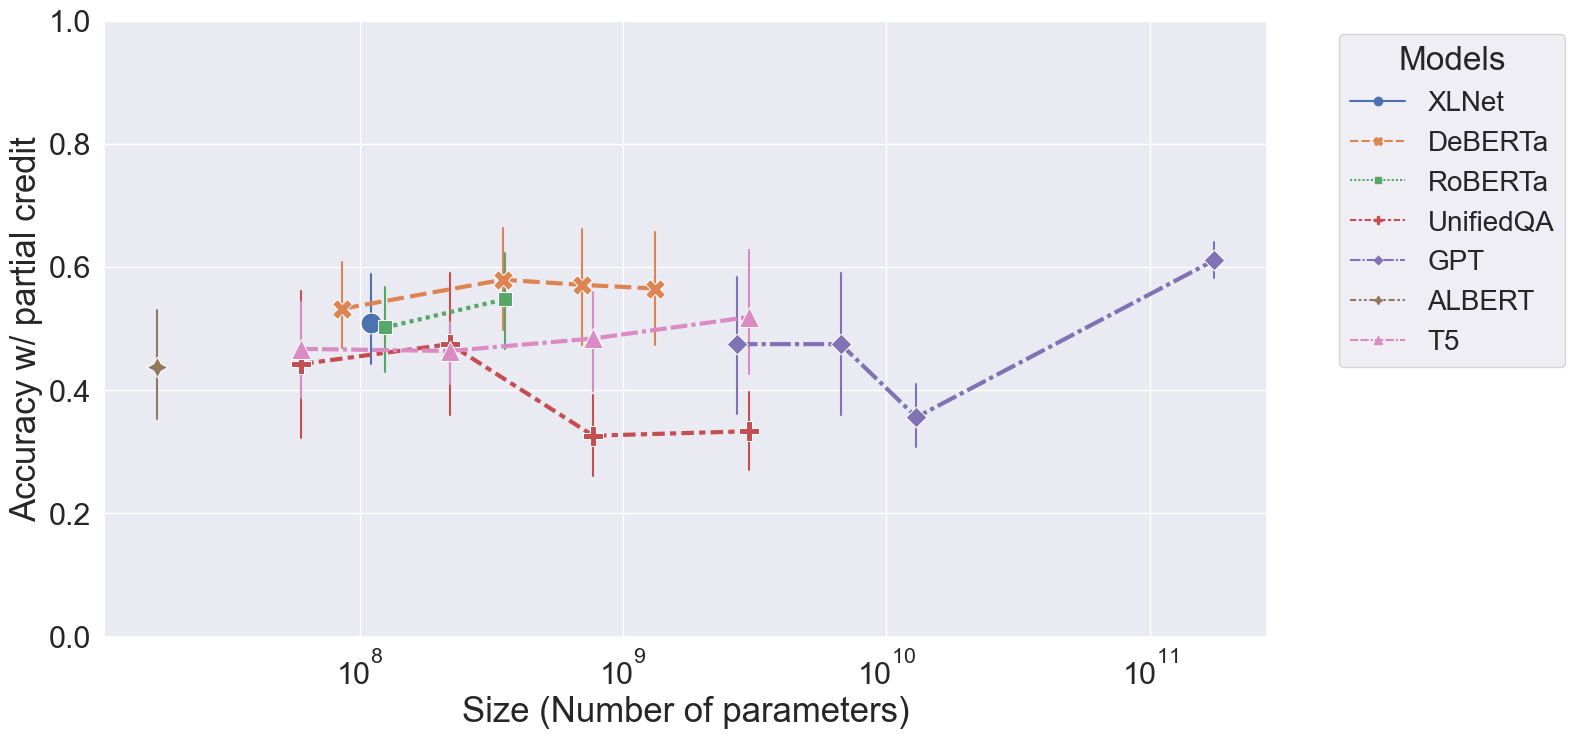 1.0
0.8
0.6
0.4
0.2
0.0
Accuracy w/ partial credit
10^8
10^9
10^10
10^11
Size (Number of parameters)
Models
XLNet
DeBERTa
RoBERTa
UnifiedQA
GPT
ALBERT
T5